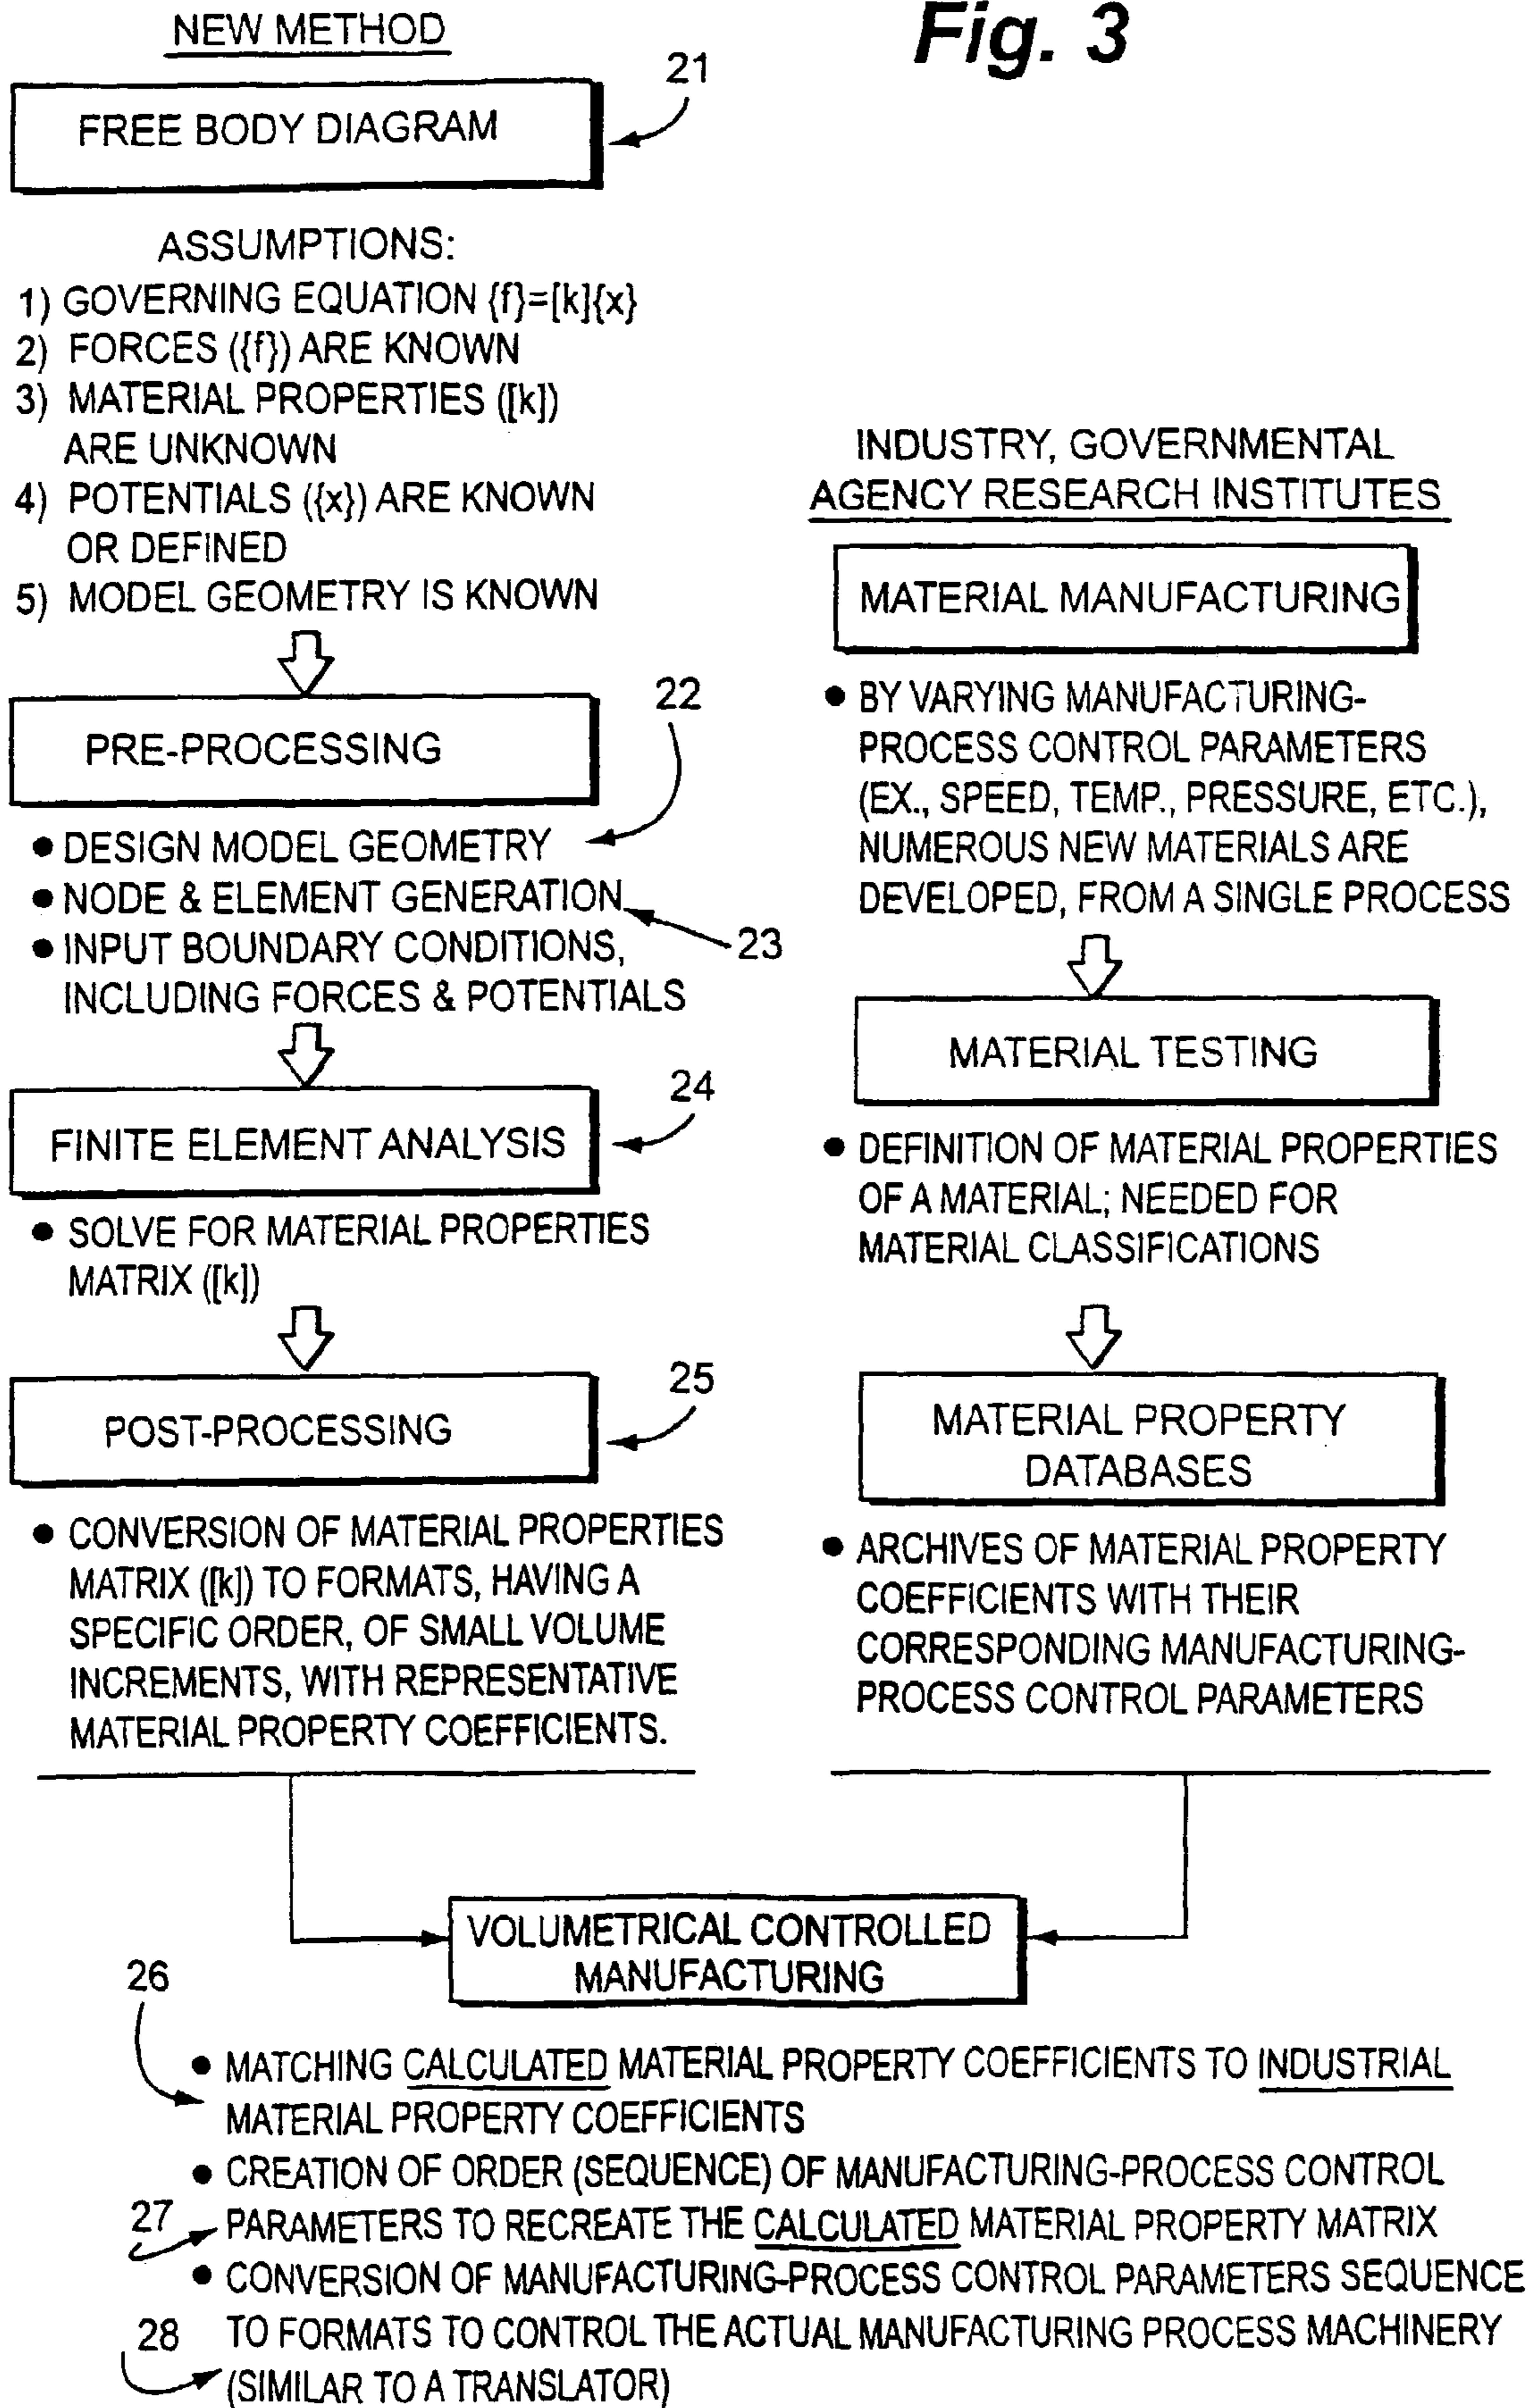 Fig. 3
NEW METHOD
21
FREE BODY DIAGRAM
ASSUMPTIONS:
1) GOVERNING EQUATION {f}=[k]{x}
2) FORCES ({f}) ARE KNOWN
3) MATERIAL PROPERTIES ([k])
ARE UNKNOWN
4) POTENTIALS ({x}) ARE KNOWN
OR DEFINED
5) MODEL GEOMETRY IS KNOWN
22
PRE-PROCESSING
● DESIGN MODEL GEOMETRY
● NODE & ELEMENT GENERATION
23
● INPUT BOUNDARY CONDITIONS,
INCLUDING FORCES & POTENTIALS
24
FINITE ELEMENT ANALYSIS
● SOLVE FOR MATERIAL PROPERTIES
MATRIX ([k])
25
POST-PROCESSING
● CONVERSION OF MATERIAL PROPERTIES
MATRIX ([k]) TO FORMATS, HAVING A
SPECIFIC ORDER, OF SMALL VOLUME
INCREMENTS, WITH REPRESENTATIVE
MATERIAL PROPERTY COEFFICIENTS.
INDUSTRY, GOVERNMENTAL
AGENCY RESEARCH INSTITUTES
MATERIAL MANUFACTURING
● BY VARYING MANUFACTURING-
PROCESS CONTROL PARAMETERS
(EX., SPEED, TEMP., PRESSURE, ETC.),
NUMEROUS NEW MATERIALS ARE
DEVELOPED, FROM A SINGLE PROCESS
MATERIAL TESTING
● DEFINITION OF MATERIAL PROPERTIES
OF A MATERIAL; NEEDED FOR
MATERIAL CLASSIFICATIONS
MATERIAL PROPERTY
DATABASES
● ARCHIVES OF MATERIAL PROPERTY
COEFFICIENTS WITH THEIR
CORRESPONDING MANUFACTURING-
PROCESS CONTROL PARAMETERS
VOLUMETRICAL CONTROLLED
MANUFACTURING
26
● MATCHING CALCULATED MATERIAL PROPERTY COEFFICIENTS TO INDUSTRIAL
MATERIAL PROPERTY COEFFICIENTS
● CREATION OF ORDER (SEQUENCE) OF MANUFACTURING-PROCESS CONTROL
27
PARAMETERS TO RECREATE THE CALCULATED MATERIAL PROPERTY MATRIX
● CONVERSION OF MANUFACTURING-PROCESS CONTROL PARAMETERS SEQUENCE
28
TO FORMATS TO CONTROL THE ACTUAL MANUFACTURING PROCESS MACHINERY
(SIMILAR TO A TRANSLATOR)